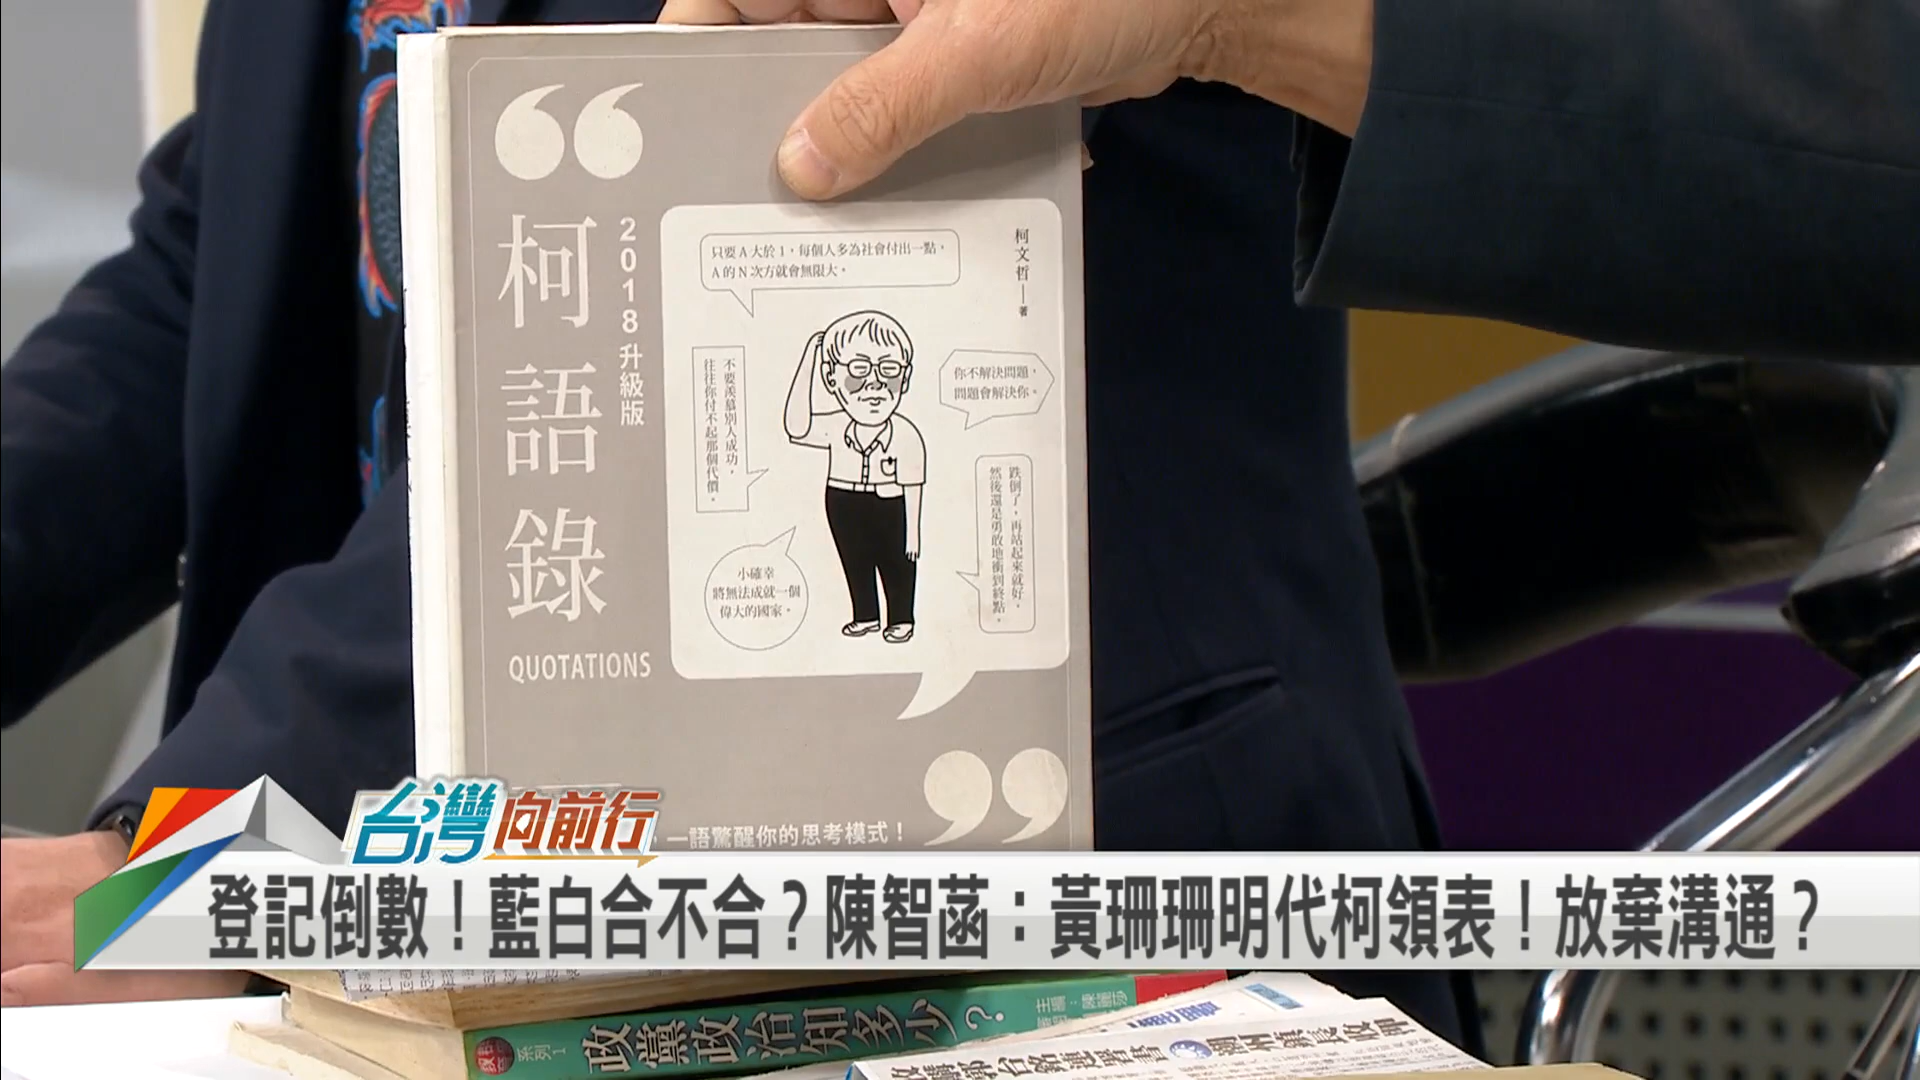 柯語錄
2018升級版
QUOTATIONS
柯文哲—著
只要A大於1，每個人多為社會付出一點，
A的N次方就會無限大。
不要羨慕別人成功，
往往你付不起那個代價。
你不解決問題，
問題會解決你。
跌倒了，再站起來就好，
然後還是勇敢地衝到終點。
小確幸
將無法成就一個
偉大的國家。
一語驚醒你的思考模式！
台灣向前行
登記倒數！藍白合不合？陳智菡：黃珊珊明代柯領表！放棄溝通？
系列1
政黨政治知多少？